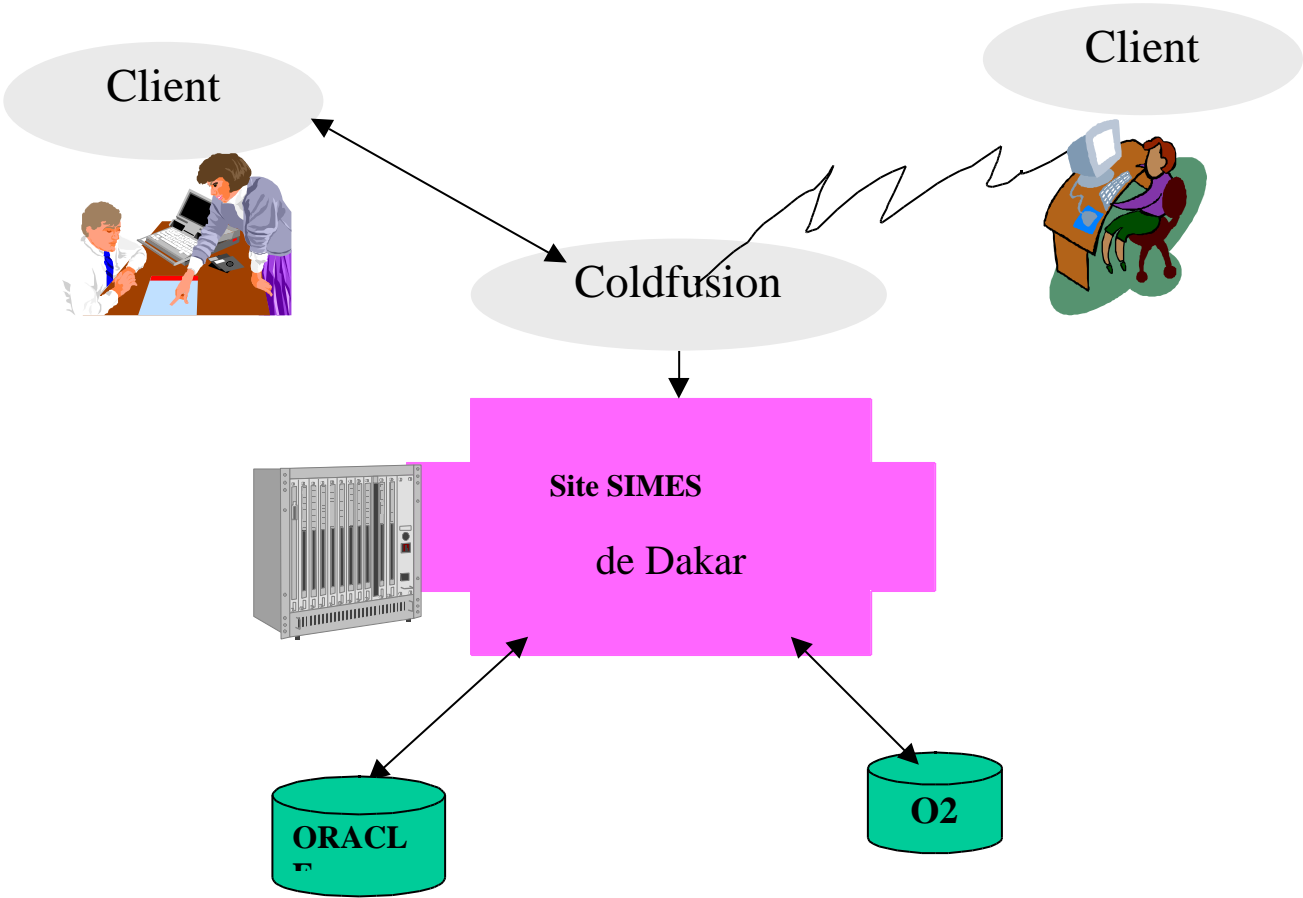 Client
Client
Coldfusion
Site SIMES
de Dakar
O2
ORACL
E